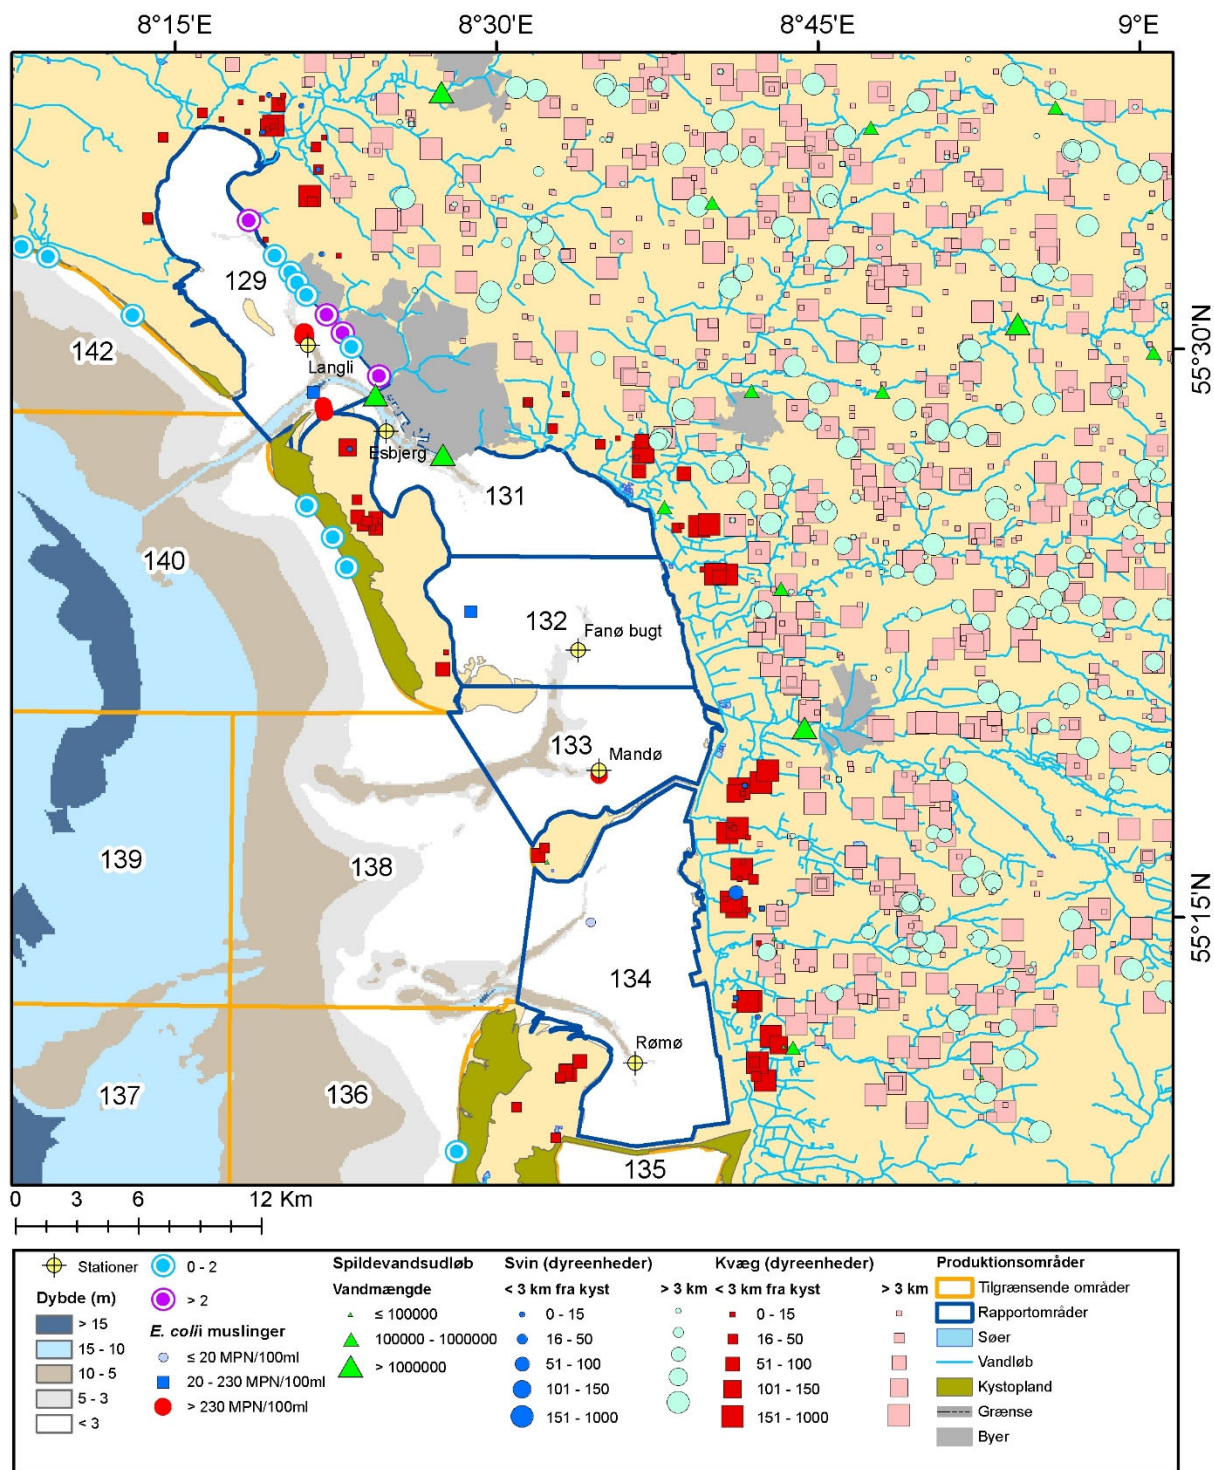 8°15'E 8°30'E 8°45'E 9°E
129
142
Langli
55°30'N
Esbjerg
131
140
132
Fanø bugt
133
Mandø
139
138
55°15'N
134
Rømø
137
136
135
0 3 6 12 Km
Stationer
Dybde (m)
> 15
15 - 10
10 - 5
5 - 3
< 3
0 - 2
> 2
E. coli muslinger
≤ 20 MPN/100ml
20 - 230 MPN/100ml
> 230 MPN/100ml
Spildevandsudløb
Vandmængde
≤ 100000
100000 - 1000000
> 1000000
Svin (dyreenheder)
< 3 km fra kyst > 3 km
0 - 15
16 - 50
51 - 100
101 - 150
151 - 1000
Kvæg (dyreenheder)
< 3 km fra kyst > 3 km
0 - 15
16 - 50
51 - 100
101 - 150
151 - 1000
Produktionsområder
Tilgrænsende områder
Rapportområder
Søer
Vandløb
Kystopland
Grænse
Byer